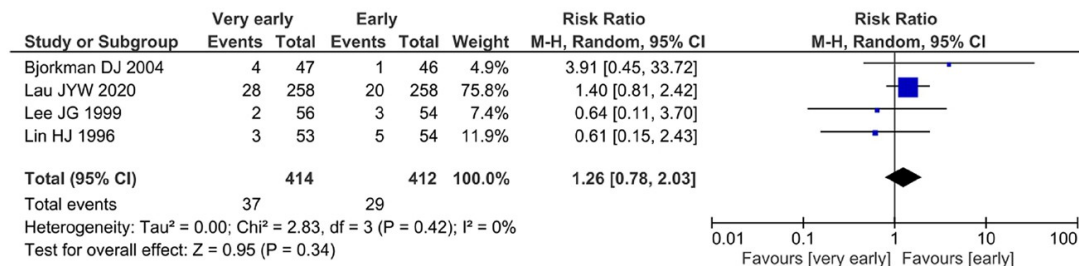 Very early Early Risk Ratio Risk Ratio
Study or Subgroup Events Total Events Total Weight M-H, Random, 95% CI M-H, Random, 95% CI
Bjorkman DJ 2004 4 47 1 46 4.9% 3.91 [0.45, 33.72]
Lau JYW 2020 28 258 20 258 75.8% 1.40 [0.81, 2.42]
Lee JG 1999 2 56 3 54 7.4% 0.64 [0.11, 3.70]
Lin HJ 1996 3 53 5 54 11.9% 0.61 [0.15, 2.43]
Total (95% CI) 414 412 100.0% 1.26 [0.78, 2.03]
Total events 37 29
Heterogeneity: Tau² = 0.00; Chi² = 2.83, df = 3 (P = 0.42); I² = 0%
Test for overall effect: Z = 0.95 (P = 0.34)
0.01 0.1 1 10 100
Favours [very early] Favours [early]